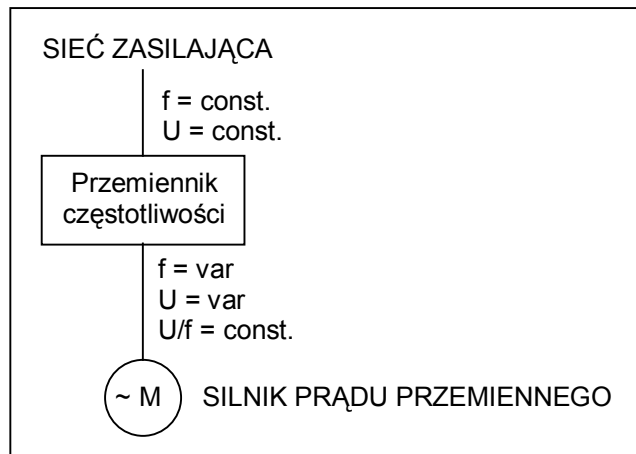 SIEĆ ZASILAJĄCA
f = const.
U = const.
Przemiennik
częstotliwości
f = var
U = var
U/f = const.
~ M SILNIK PRĄDU PRZEMIENNEGO